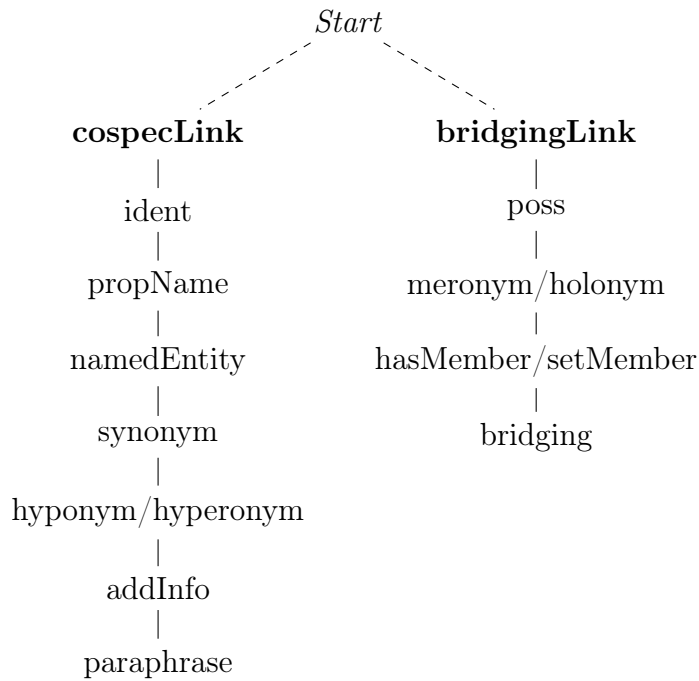 Start
cospecLink
bridgingLink
ident
poss
propName
meronym/holonym
namedEntity
hasMember/setMember
synonym
bridging
hyponym/hyperonym
addInfo
paraphrase